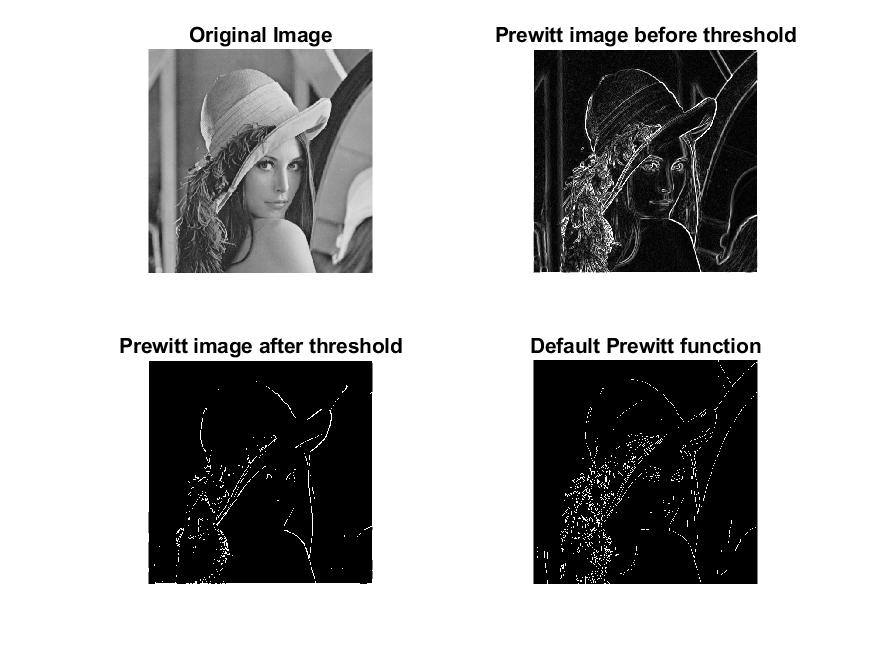 Original Image
Prewitt image before threshold
Prewitt image after threshold
Default Prewitt function